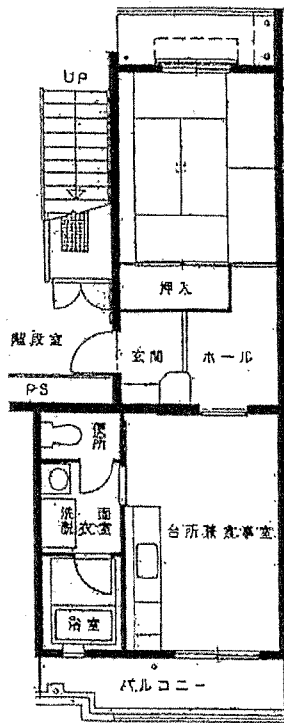 UP
押入
階段室
玄関
ホール
PS
便所
洗面
脱衣室
台所兼食事室
浴室
バルコニー